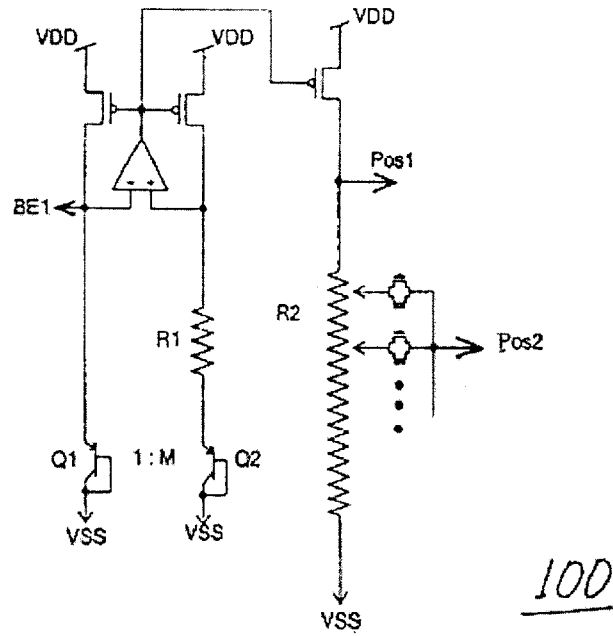 VDD
VDD
VDD
- +
BE1
Pos1
R1
R2
Pos2
Q1
1 : M
Q2
VSS
VSS
VSS
100